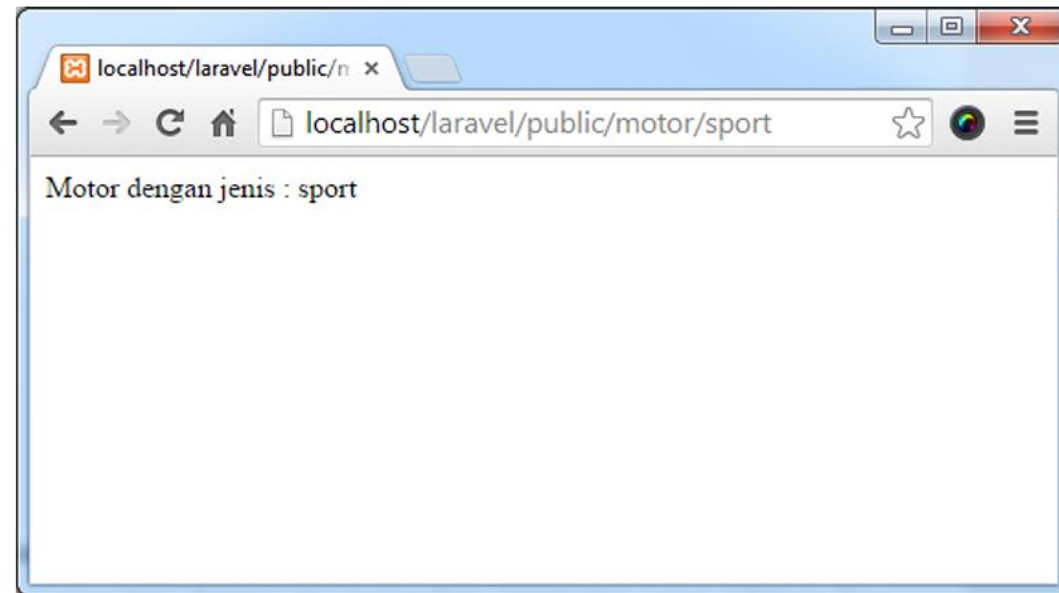 localhost/laravel/public/m
localhost/laravel/public/motor/sport
Motor dengan jenis : sport